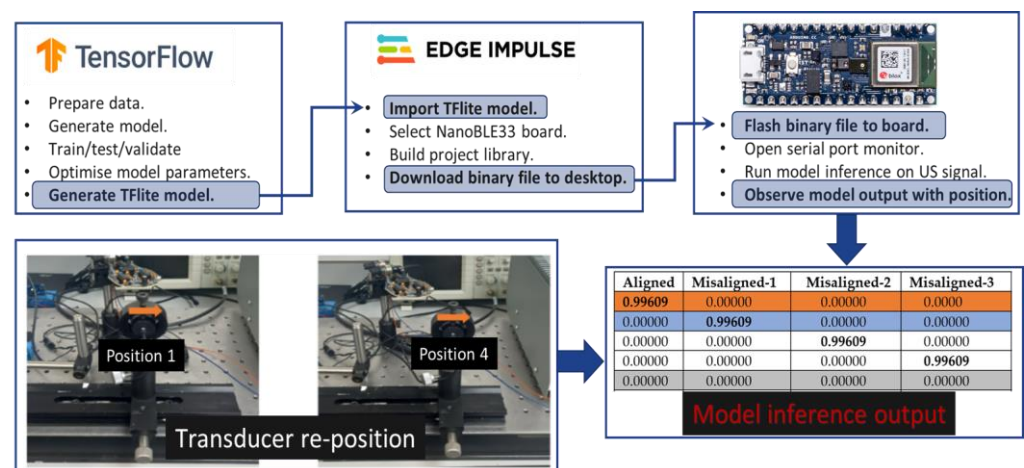 TensorFlow
• Prepare data.
• Generate model.
• Train/test/validate
• Optimise model parameters.
• Generate TFlite model.
EDGE IMPULSE
• Import TFlite model.
• Select NanoBLE33 board.
• Build project library.
• Download binary file to desktop.
• Flash binary file to board.
• Open serial port monitor.
• Run model inference on US signal.
• Observe model output with position.
Position 1
Position 4
Transducer re-position
Aligned Misaligned-1 Misaligned-2 Misaligned-3
0.99609 0.00000 0.00000 0.0000
0.00000 0.99609 0.00000 0.00000
0.00000 0.00000 0.99609 0.00000
0.00000 0.00000 0.00000 0.99609
0.00000 0.00000 0.00000 0.00000
Model inference output